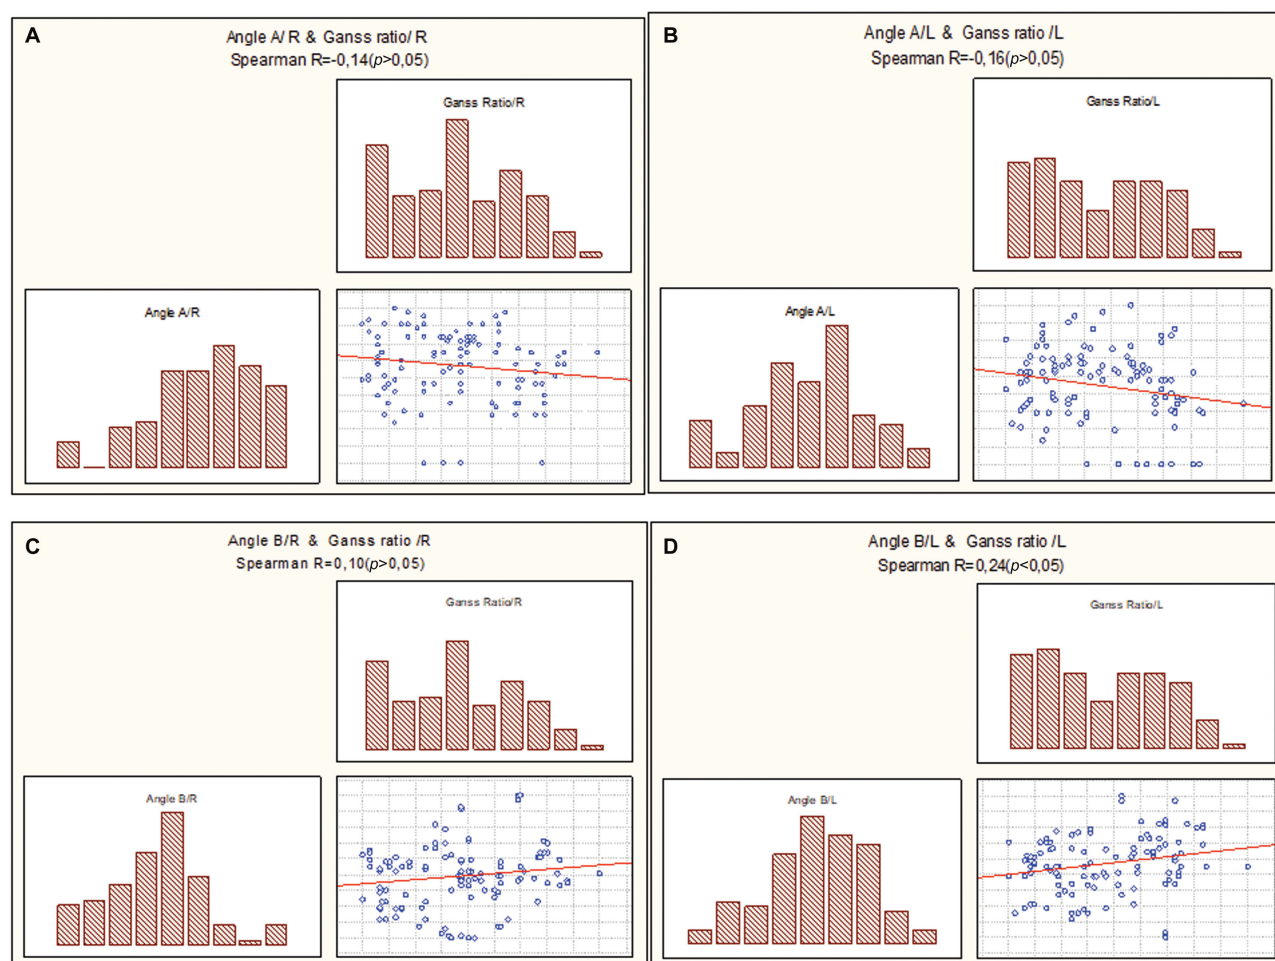 A
Angle A/ R & Ganss ratio/ R
Spearman R=-0,14(p>0,05)
Ganss Ratio/R
Angle A/R
B
Angle A/L & Ganss ratio /L
Spearman R=-0,16(p>0,05)
Ganss Ratio/L
Angle A/L
C
Angle B/R & Ganss ratio /R
Spearman R=0,10(p>0,05)
Ganss Ratio/R
Angle B/R
D
Angle B/L & Ganss ratio /L
Spearman R=0,24(p<0,05)
Ganss Ratio/L
Angle B/L